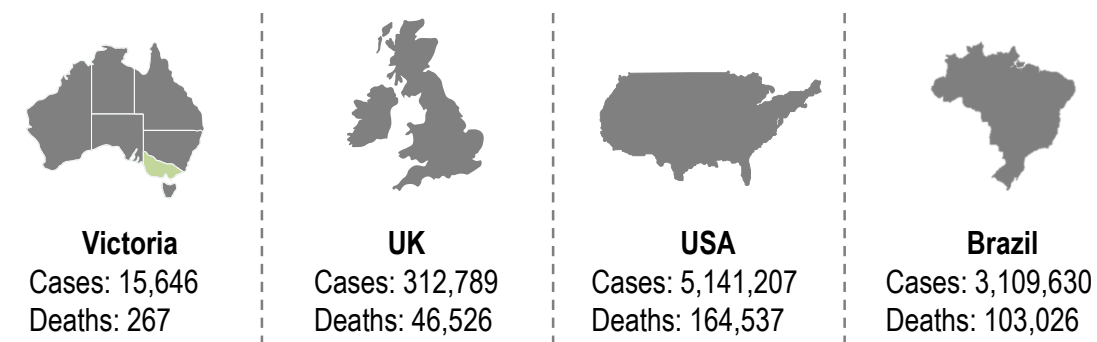 Victoria
Cases: 15,646
Deaths: 267
UK
Cases: 312,789
Deaths: 46,526
USA
Cases: 5,141,207
Deaths: 164,537
Brazil
Cases: 3,109,630
Deaths: 103,026